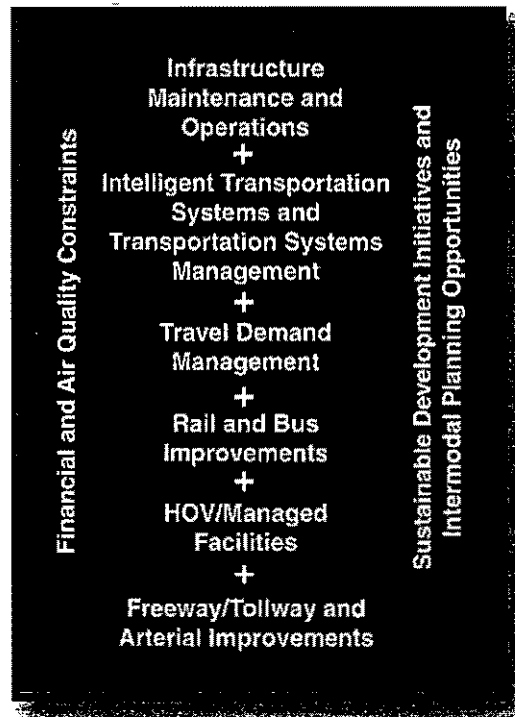 Financial and Air Quality Constraints
Infrastructure
Maintenance and
Operations
+
Intelligent Transportation
Systems and
Transportation Systems
Management
+
Travel Demand
Management
+
Rail and Bus
Improvements
+
HOV/Managed
Facilities
+
Freeway/Tollway and
Arterial Improvements
Sustainable Development Initiatives and
Intermodal Planning Opportunities